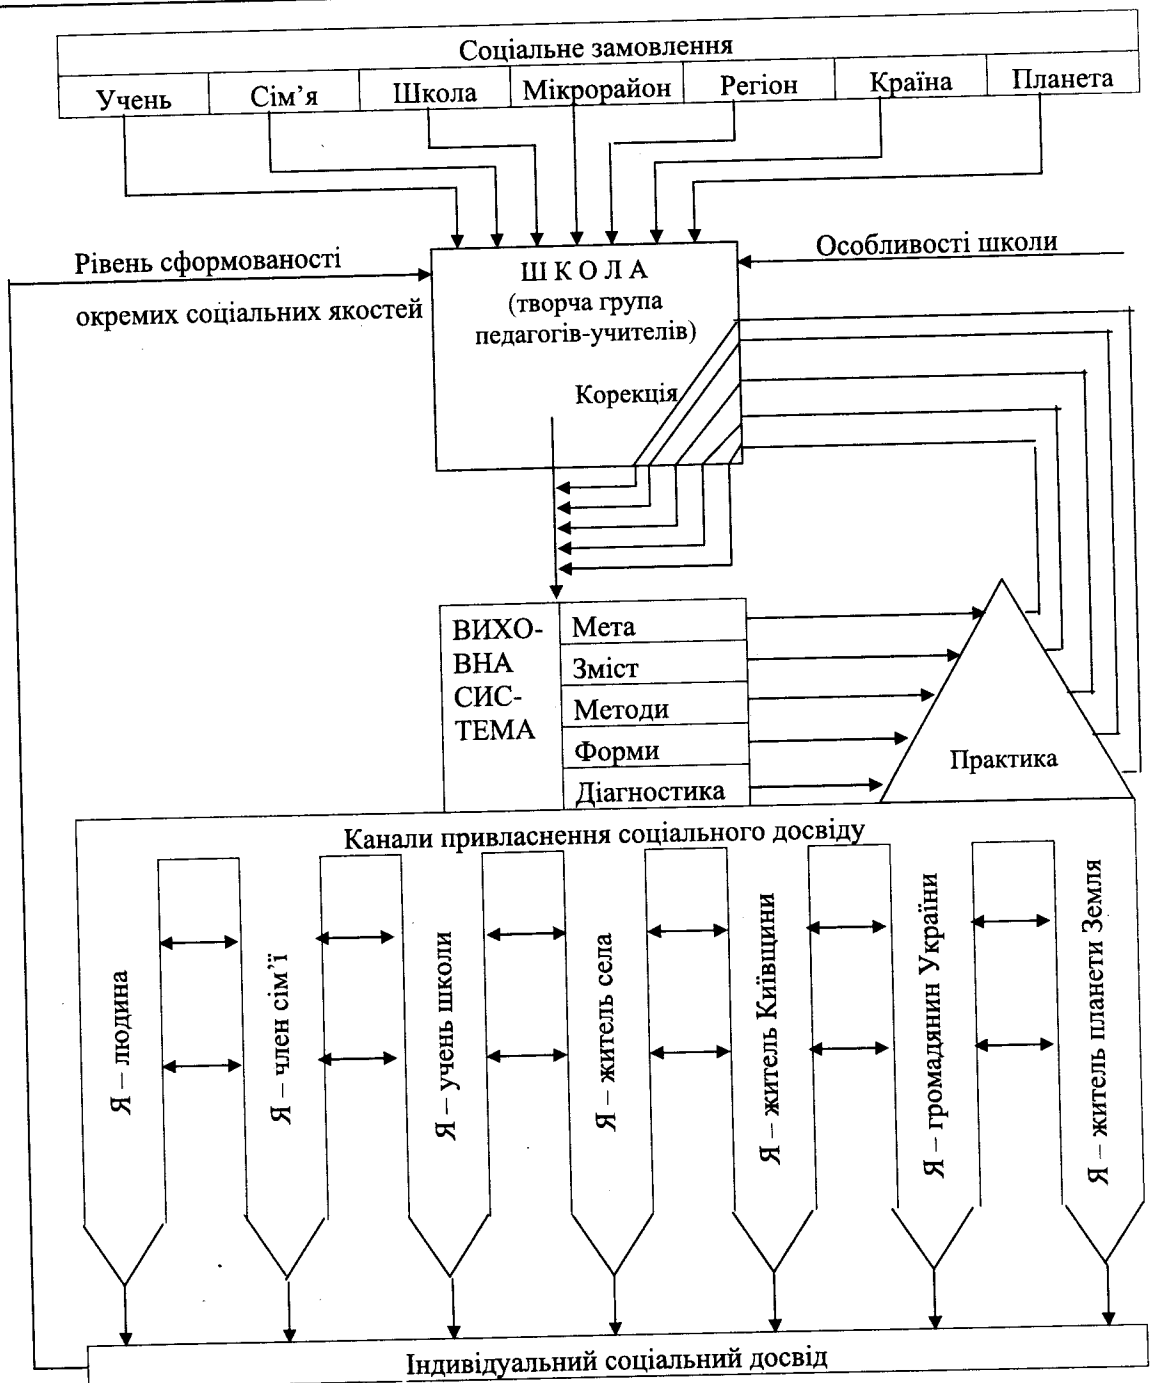 Соціальне замовлення
Учень Сім’я Школа Мікрорайон Регіон Країна Планета
Рівень сформованості
окремих соціальних якостей
Особливості школи
Ш К О Л А
(творча група
педагогів-учителів)
Корекція
ВИХО-
ВНА
СИС-
ТЕМА
Мета
Зміст
Методи
Форми
Діагностика
Практика
Канали привласнення соціального досвіду
Я – людина
Я – член сім’ї
Я – учень школи
Я – житель села
Я – житель Київщини
Я – громадянин України
Я – житель планети Земля
Індивідуальний соціальний досвід